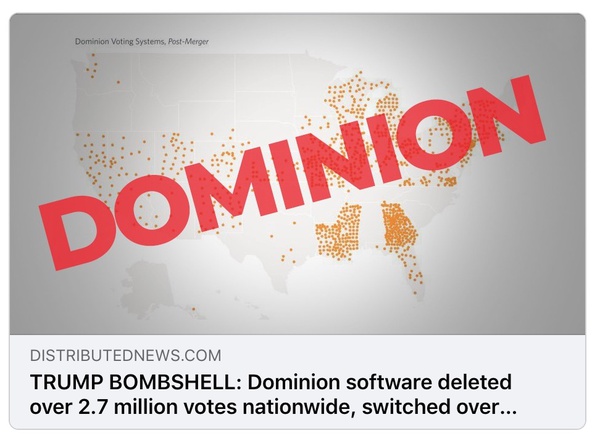 Dominion Voting Systems, Post-Merger
DOMINION
DISTRIBUTEDNEWS.COM
TRUMP BOMBSHELL: Dominion software deleted
over 2.7 million votes nationwide, switched over...